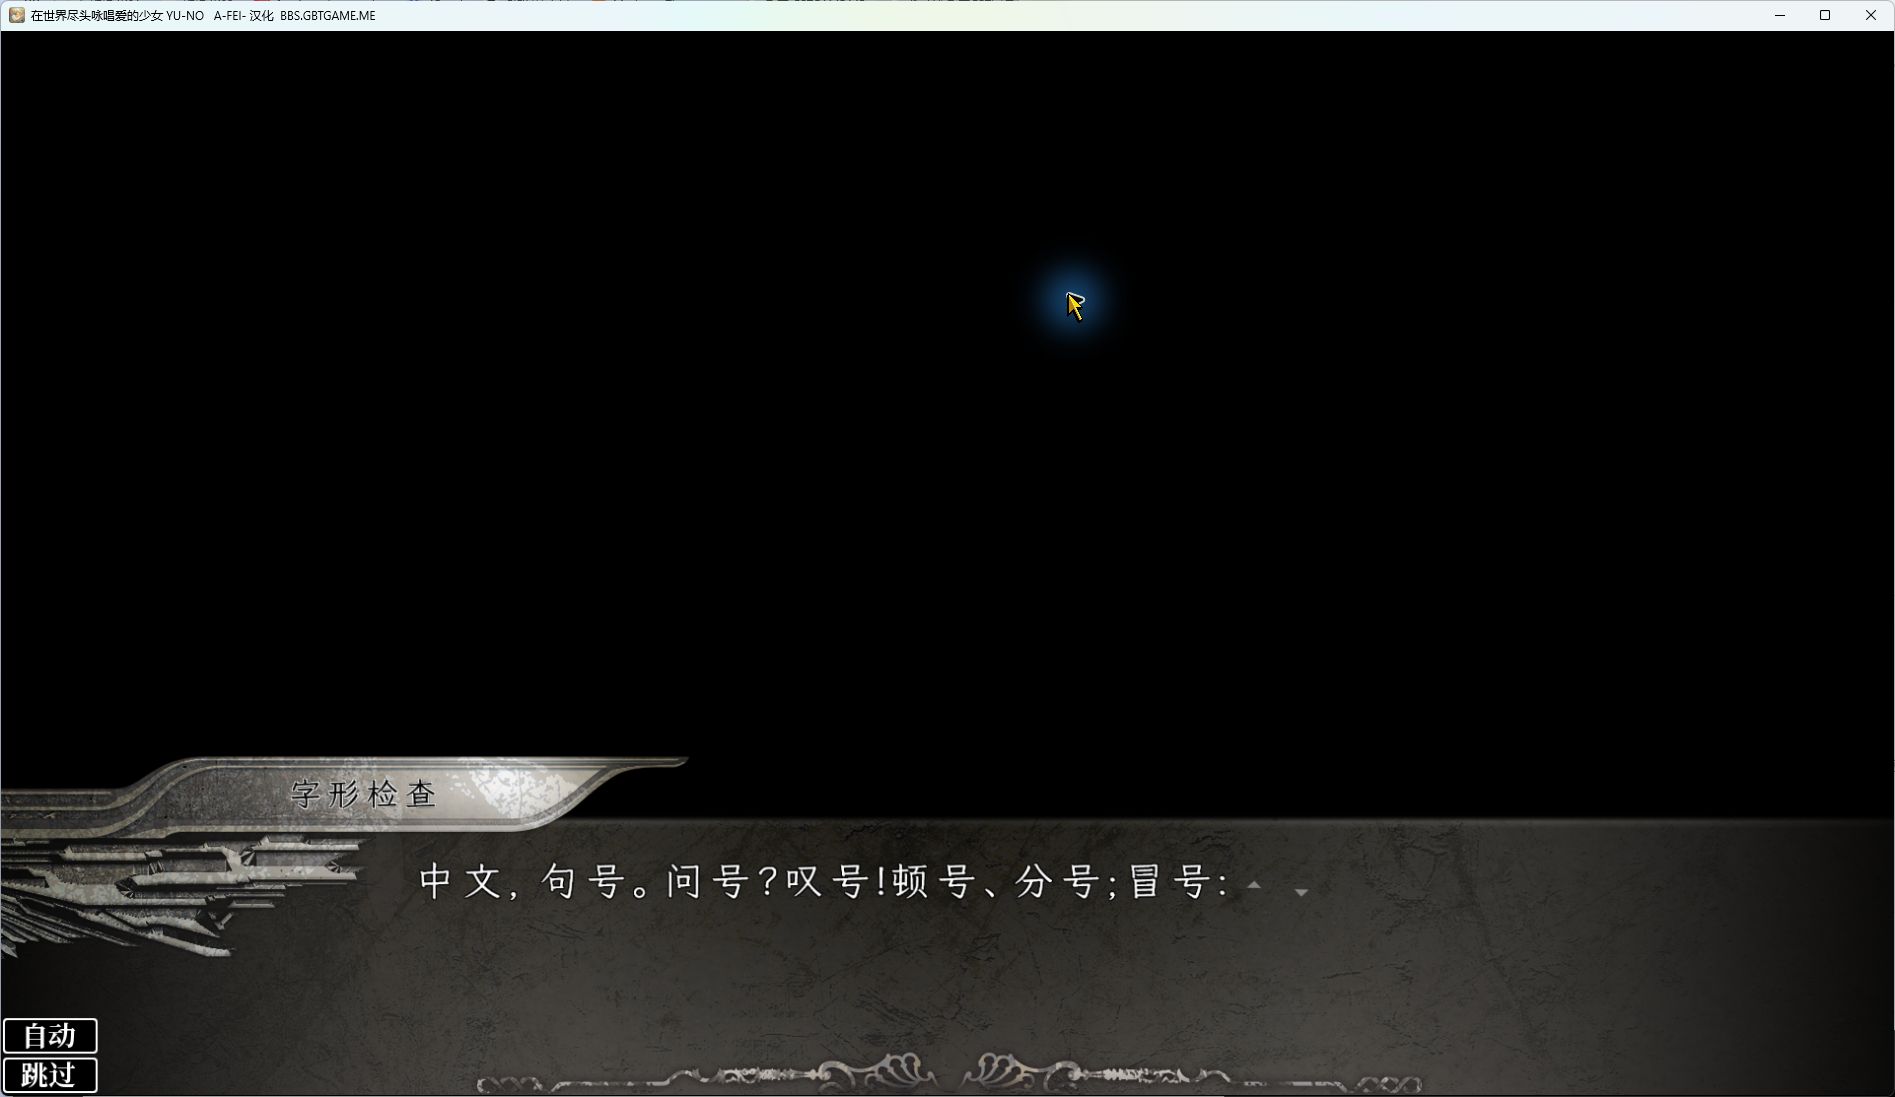 在世界尽头咏唱爱的少女 YU-NO A-FEI- 汉化 BBS.GBTGAME.ME
字形检查
中文，句号。问号？叹号！顿号、分号；冒号：
自动
跳过